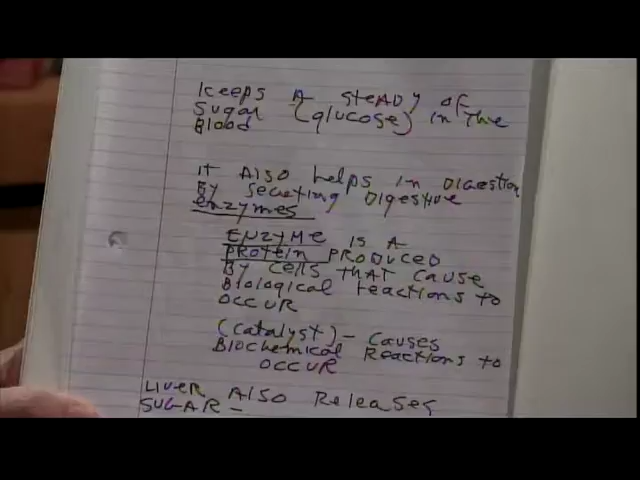 Keeps A steADy of
Sugar (glucose) in The
Blood
it Also helps in Digestion
By secreting Digestive
enzymes
ENZYME is A
PROtein PRODUCED
By cells tHAT CAUSE
Biological reactions to
OCCUR
(catalyst) - CAUSES
BIOCHEMICAL REACTIONS to
OCCUR
LIVER Also ReleASES
SUGAR -